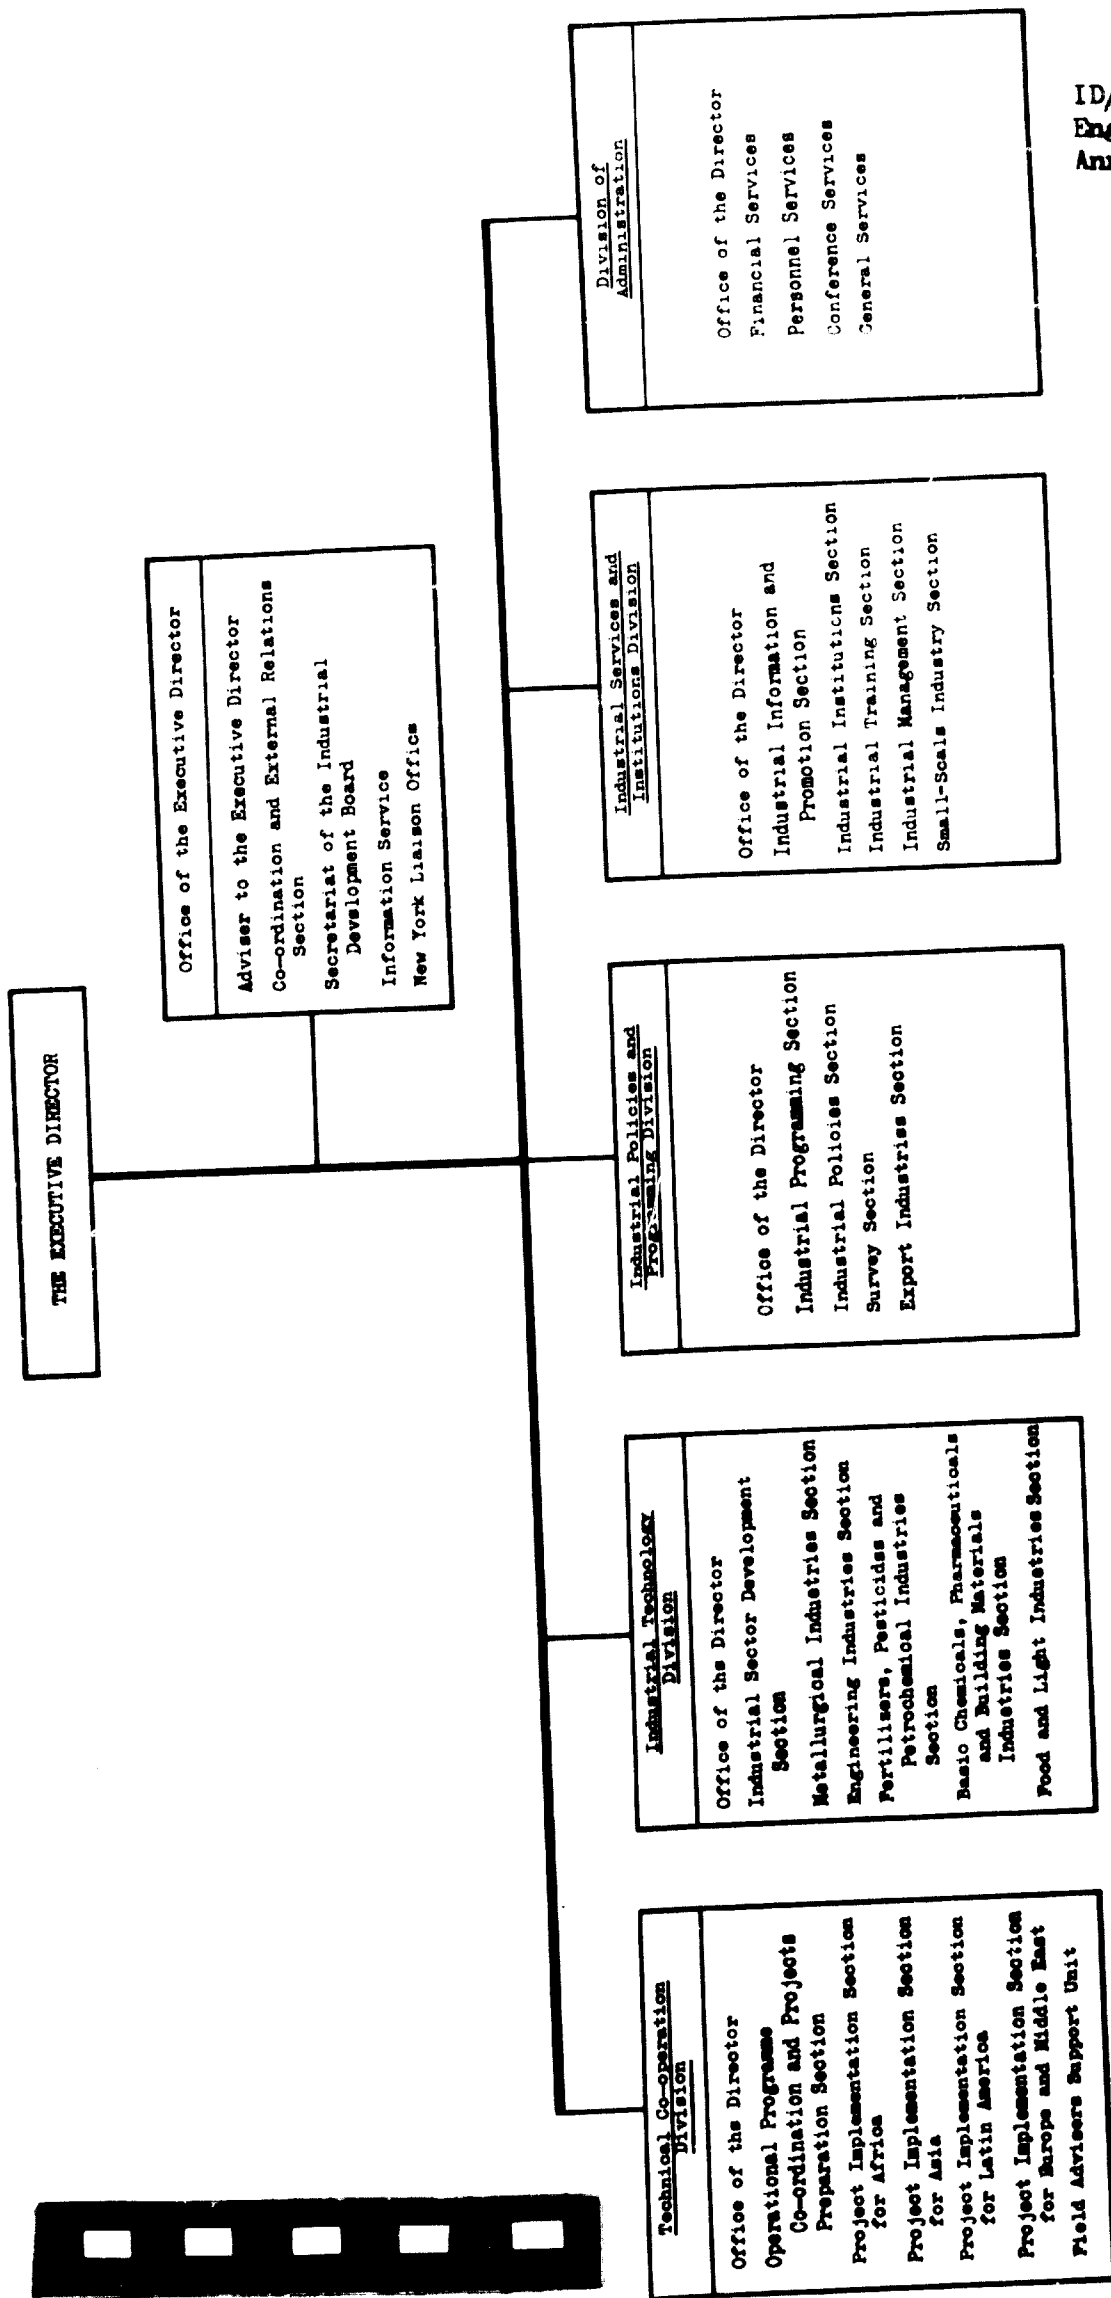 ID/
Eng
Ann
THE EXECUTIVE DIRECTOR
Office of the Executive Director
Adviser to the Executive Director
Co-ordination and External Relations
Section
Secretariat of the Industrial
Development Board
Information Service
New York Liaison Office
Technical Co-operation
Division
Office of the Director
Operational Programme
Co-ordination and Projects
Preparation Section
Project Implementation Section
for Africa
Project Implementation Section
for Asia
Project Implementation Section
for Latin America
Project Implementation Section
for Europe and Middle East
Field Advisers Support Unit
Industrial Technology
Division
Office of the Director
Industrial Sector Development
Section
Metallurgical Industries Section
Engineering Industries Section
Fertilizers, Pesticides and
Petrochemical Industries
Section
Basic Chemicals, Pharmaceuticals
and Building Materials
Industries Section
Food and Light Industries Section
Industrial Policies and
Programming Division
Office of the Director
Industrial Programming Section
Industrial Policies Section
Survey Section
Export Industries Section
Industrial Services and
Institutions Division
Office of the Director
Industrial Information and
Promotion Section
Industrial Institutions Section
Industrial Training Section
Industrial Management Section
Small-Scale Industry Section
Division of
Administration
Office of the Director
Financial Services
Personnel Services
Conference Services
General Services